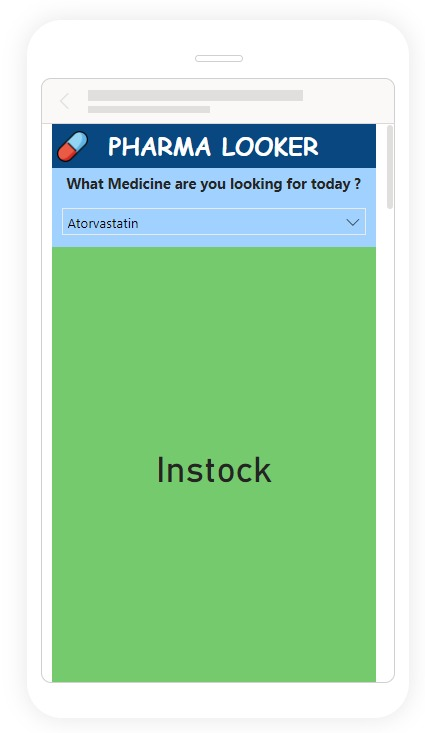 PHARMA LOOKER
What Medicine are you looking for today ?
Atorvastatin
Instock